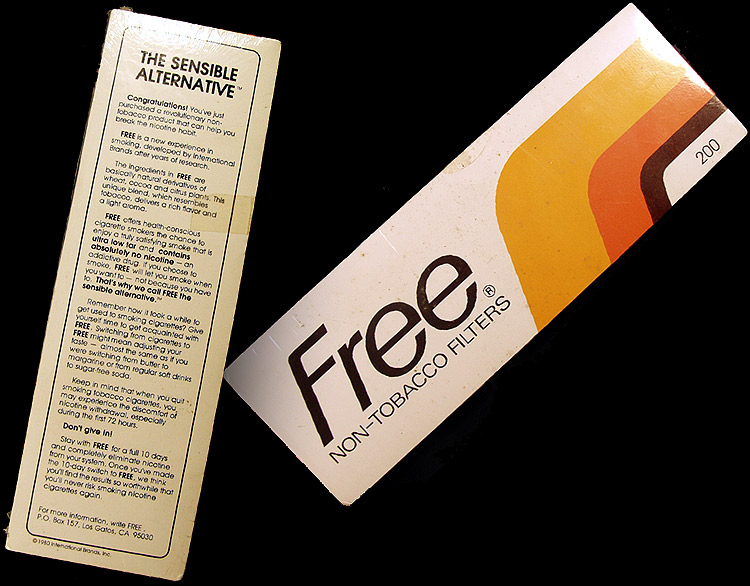 THE SENSIBLE
ALTERNATIVE™
Congratulations! You've just
purchased a revolutionary non-
tobacco product that can help you
break the nicotine habit.
FREE is a new experience in
smoking, developed by International
Brands after years of research.
The ingredients in FREE are
basically natural derivatives of
wheat, cocoa and citrus plants. This
unique blend, which resembles
tobacco, delivers a rich flavor and
a light aroma.
FREE offers health-conscious
cigarette smokers the chance to
enjoy a truly satisfying smoke that is
ultra low tar and contains
absolutely no nicotine — an
addictive drug. If you choose to
smoke, FREE will let you smoke when
you want to — not because you have
to. That's why we call FREE the
sensible alternative.™
Remember how it took a while to
get used to smoking cigarettes? Give
yourself time to get acquainted with
FREE. Switching from cigarettes to
FREE might mean adjusting your
taste — almost the same as if you
were switching from butter to
margarine or from regular soft drinks
to sugar-free soda.
Keep in mind that when you quit
smoking tobacco cigarettes, you
may experience the discomfort of
nicotine withdrawal, especially
during the first 72 hours.
Don't give in!
Stay with FREE for a full 10 days
and completely eliminate nicotine
from your system. Once you've made
the 10-day switch to FREE, we think
you'll find the results so worthwhile that
you'll never risk smoking nicotine
cigarettes again.
For more information, write FREE,
P.O. Box 157, Los Gatos, CA 95030
© 1980 International Brands, Inc.
Free®
NON-TOBACCO FILTERS
200